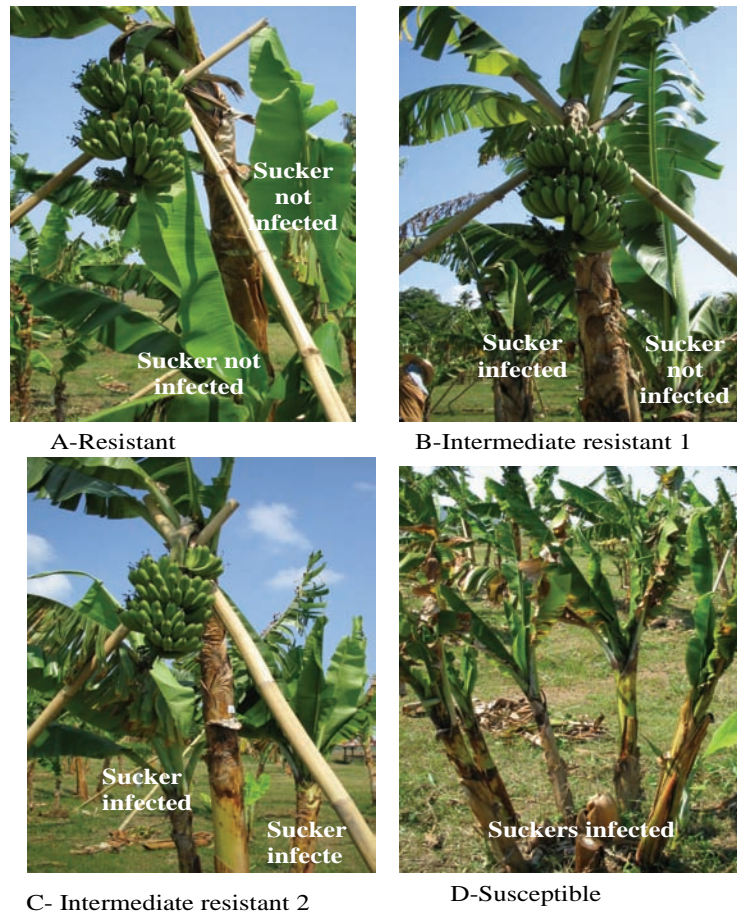 Sucker
not
infected
Sucker not
infected
A-Resistant
Sucker
infected
Sucker
not
infected
B-Intermediate resistant 1
Sucker
infected
Sucker
infecte
C- Intermediate resistant 2
Suckers infected
D-Susceptible